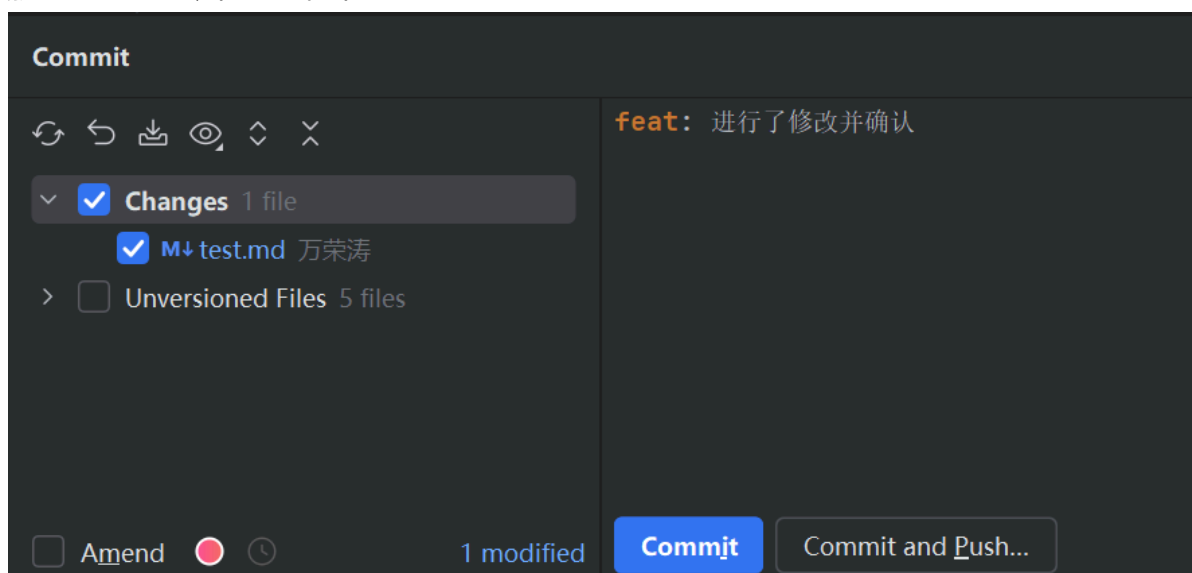 Commit
feat: 进行了修改并确认
Changes 1 file
M↓ test.md 万荣涛
Unversioned Files 5 files
Amend
1 modified
Commit
Commit and Push...